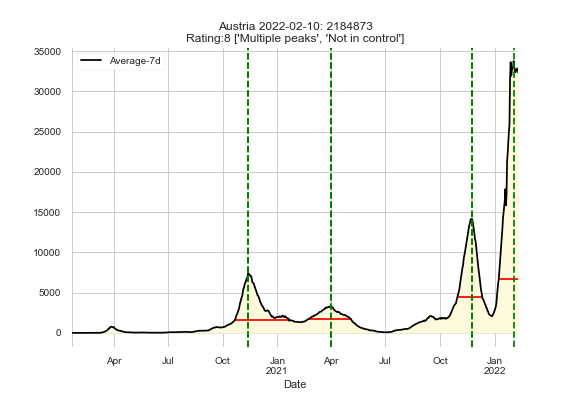 Austria 2022-02-10: 2184873
Rating:8 ['Multiple peaks', 'Not in control']
Average-7d
35000
30000
25000
20000
15000
10000
5000
0
Apr Jul Oct Jan Apr Jul Oct Jan
2021 2022
Date